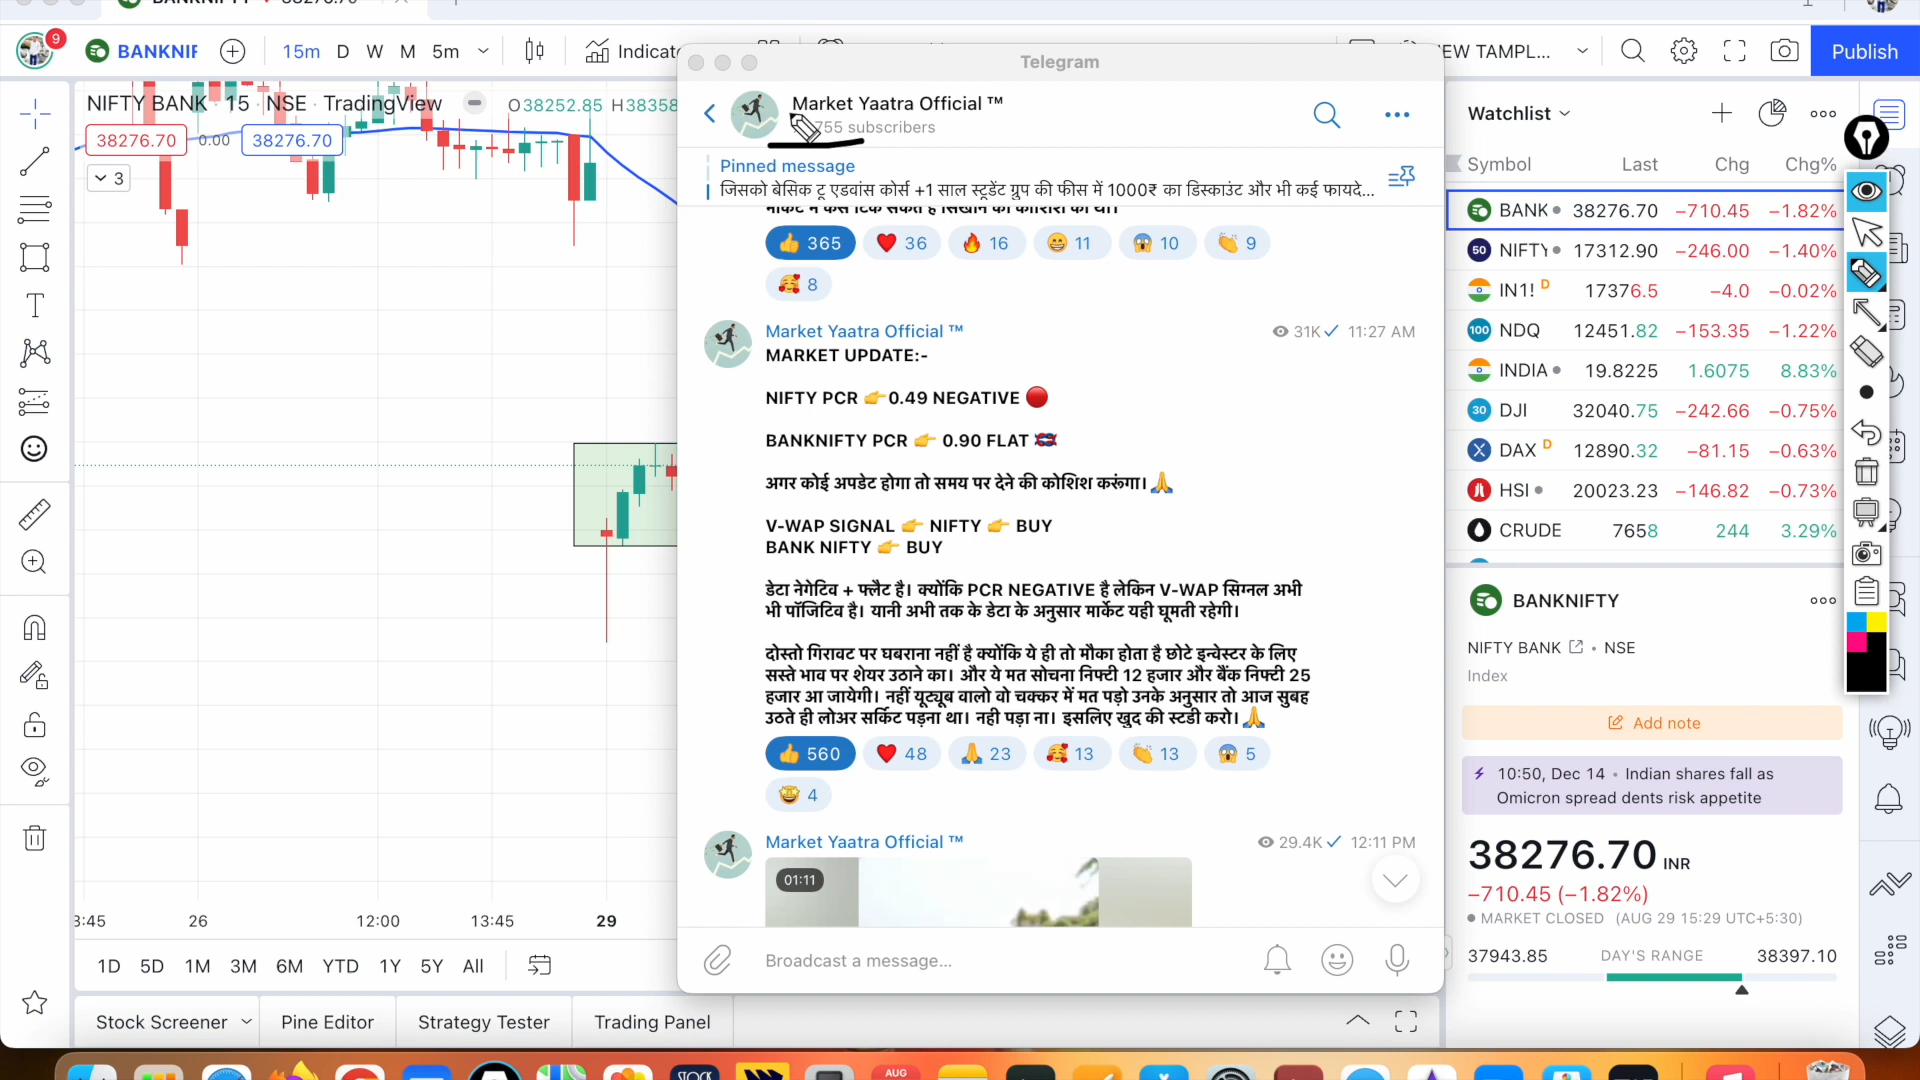 9
BANKNIF
15m D W M 5m
Telegram
EW TAMPL...
Publish
NIFTY BANK · 15 · NSE · TradingView
O38252.85 H38358
38276.70 0.00 38276.70
3
Market Yaatra Official ™
755 subscribers
Pinned message
जिसको बेसिक टू एडवांस कोर्स +1 साल स्टूडेंट ग्रुप की फीस में 1000₹ का डिस्काउंट और भी कई फायदे...
👍 365 ❤️ 36 🔥 16 😁 11 😱 10 👏 9
🥰 8
Market Yaatra Official ™ 31K 11:27 AM
MARKET UPDATE:-
NIFTY PCR 👉0.49 NEGATIVE 🔴
BANKNIFTY PCR 👉 0.90 FLAT
अगर कोई अपडेट होगा तो समय पर देने की कोशिश करूंगा।🙏
V-WAP SIGNAL 👉 NIFTY 👉 BUY
BANK NIFTY 👉 BUY
डेटा नेगेटिव + फ्लैट है। क्योंकि PCR NEGATIVE है लेकिन V-WAP सिग्नल अभी
भी पॉजिटिव है। यानी अभी तक के डेटा के अनुसार मार्केट यही घूमती रहेगी।
दोस्तो गिरावट पर घबराना नहीं है क्योंकि ये ही तो मौका होता है छोटे इन्वेस्टर के लिए
सस्ते भाव पर शेयर उठाने का। और ये मत सोचना निफ्टी 12 हजार और बैंक निफ्टी 25
हजार आ जायेगी। नहीं यूट्यूब वालो वो चक्कर में मत पड़ो उनके अनुसार तो आज सुबह
उठते ही लोअर सर्किट पड़ना था। नही पड़ा ना। इसलिए खुद की स्टडी करो।🙏
👍 560 ❤️ 48 🙏 23 🥰 13 👏 13 😱 5
🤩 4
Market Yaatra Official ™ 29.4K 12:11 PM
01:11
Broadcast a message...
26 12:00 13:45 29
1D 5D 1M 3M 6M YTD 1Y 5Y All
Stock Screener Pine Editor Strategy Tester Trading Panel
Watchlist
Symbol Last Chg Chg%
BANK 38276.70 −710.45 −1.82%
50 NIFTY 17312.90 −246.00 −1.40%
IN1! D 17376.5 −4.0 −0.02%
100 NDQ 12451.82 −153.35 −1.22%
INDIA 19.8225 1.6075 8.83%
30 DJI 32040.75 −242.66 −0.75%
DAX D 12890.32 −81.15 −0.63%
HSI 20023.23 −146.82 −0.73%
CRUDE 7658 244 3.29%
BANKNIFTY
NIFTY BANK • NSE
Index
Add note
10:50, Dec 14 • Indian shares fall as
Omicron spread dents risk appetite
38276.70 INR
−710.45 (−1.82%)
MARKET CLOSED (AUG 29 15:29 UTC+5:30)
37943.85 DAY'S RANGE 38397.10
STOCK
AUG